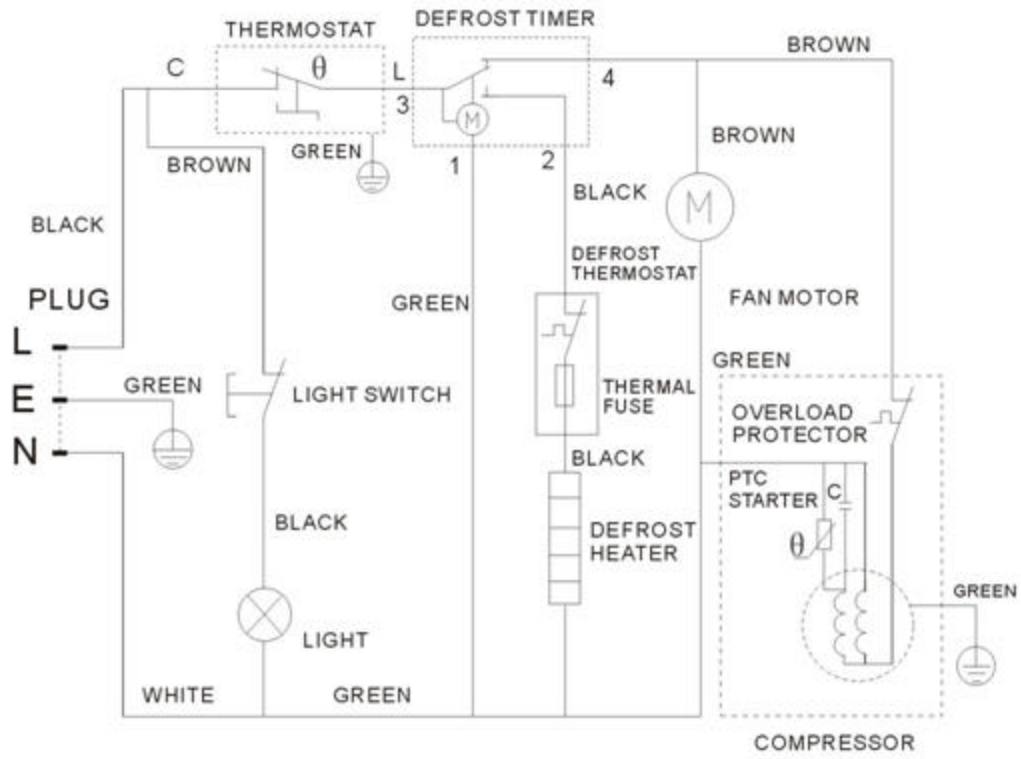 DEFROST TIMER
THERMOSTAT
BROWN
C
θ
L
4
3
M
GREEN
1
2
BROWN
BROWN
BLACK
M
BLACK
DEFROST
THERMOSTAT
PLUG
GREEN
FAN MOTOR
L
GREEN
E
GREEN
LIGHT SWITCH
THERMAL
FUSE
OVERLOAD
PROTECTOR
N
BLACK
PTC
STARTER
C
BLACK
DEFROST
HEATER
θ
GREEN
LIGHT
WHITE
GREEN
COMPRESSOR